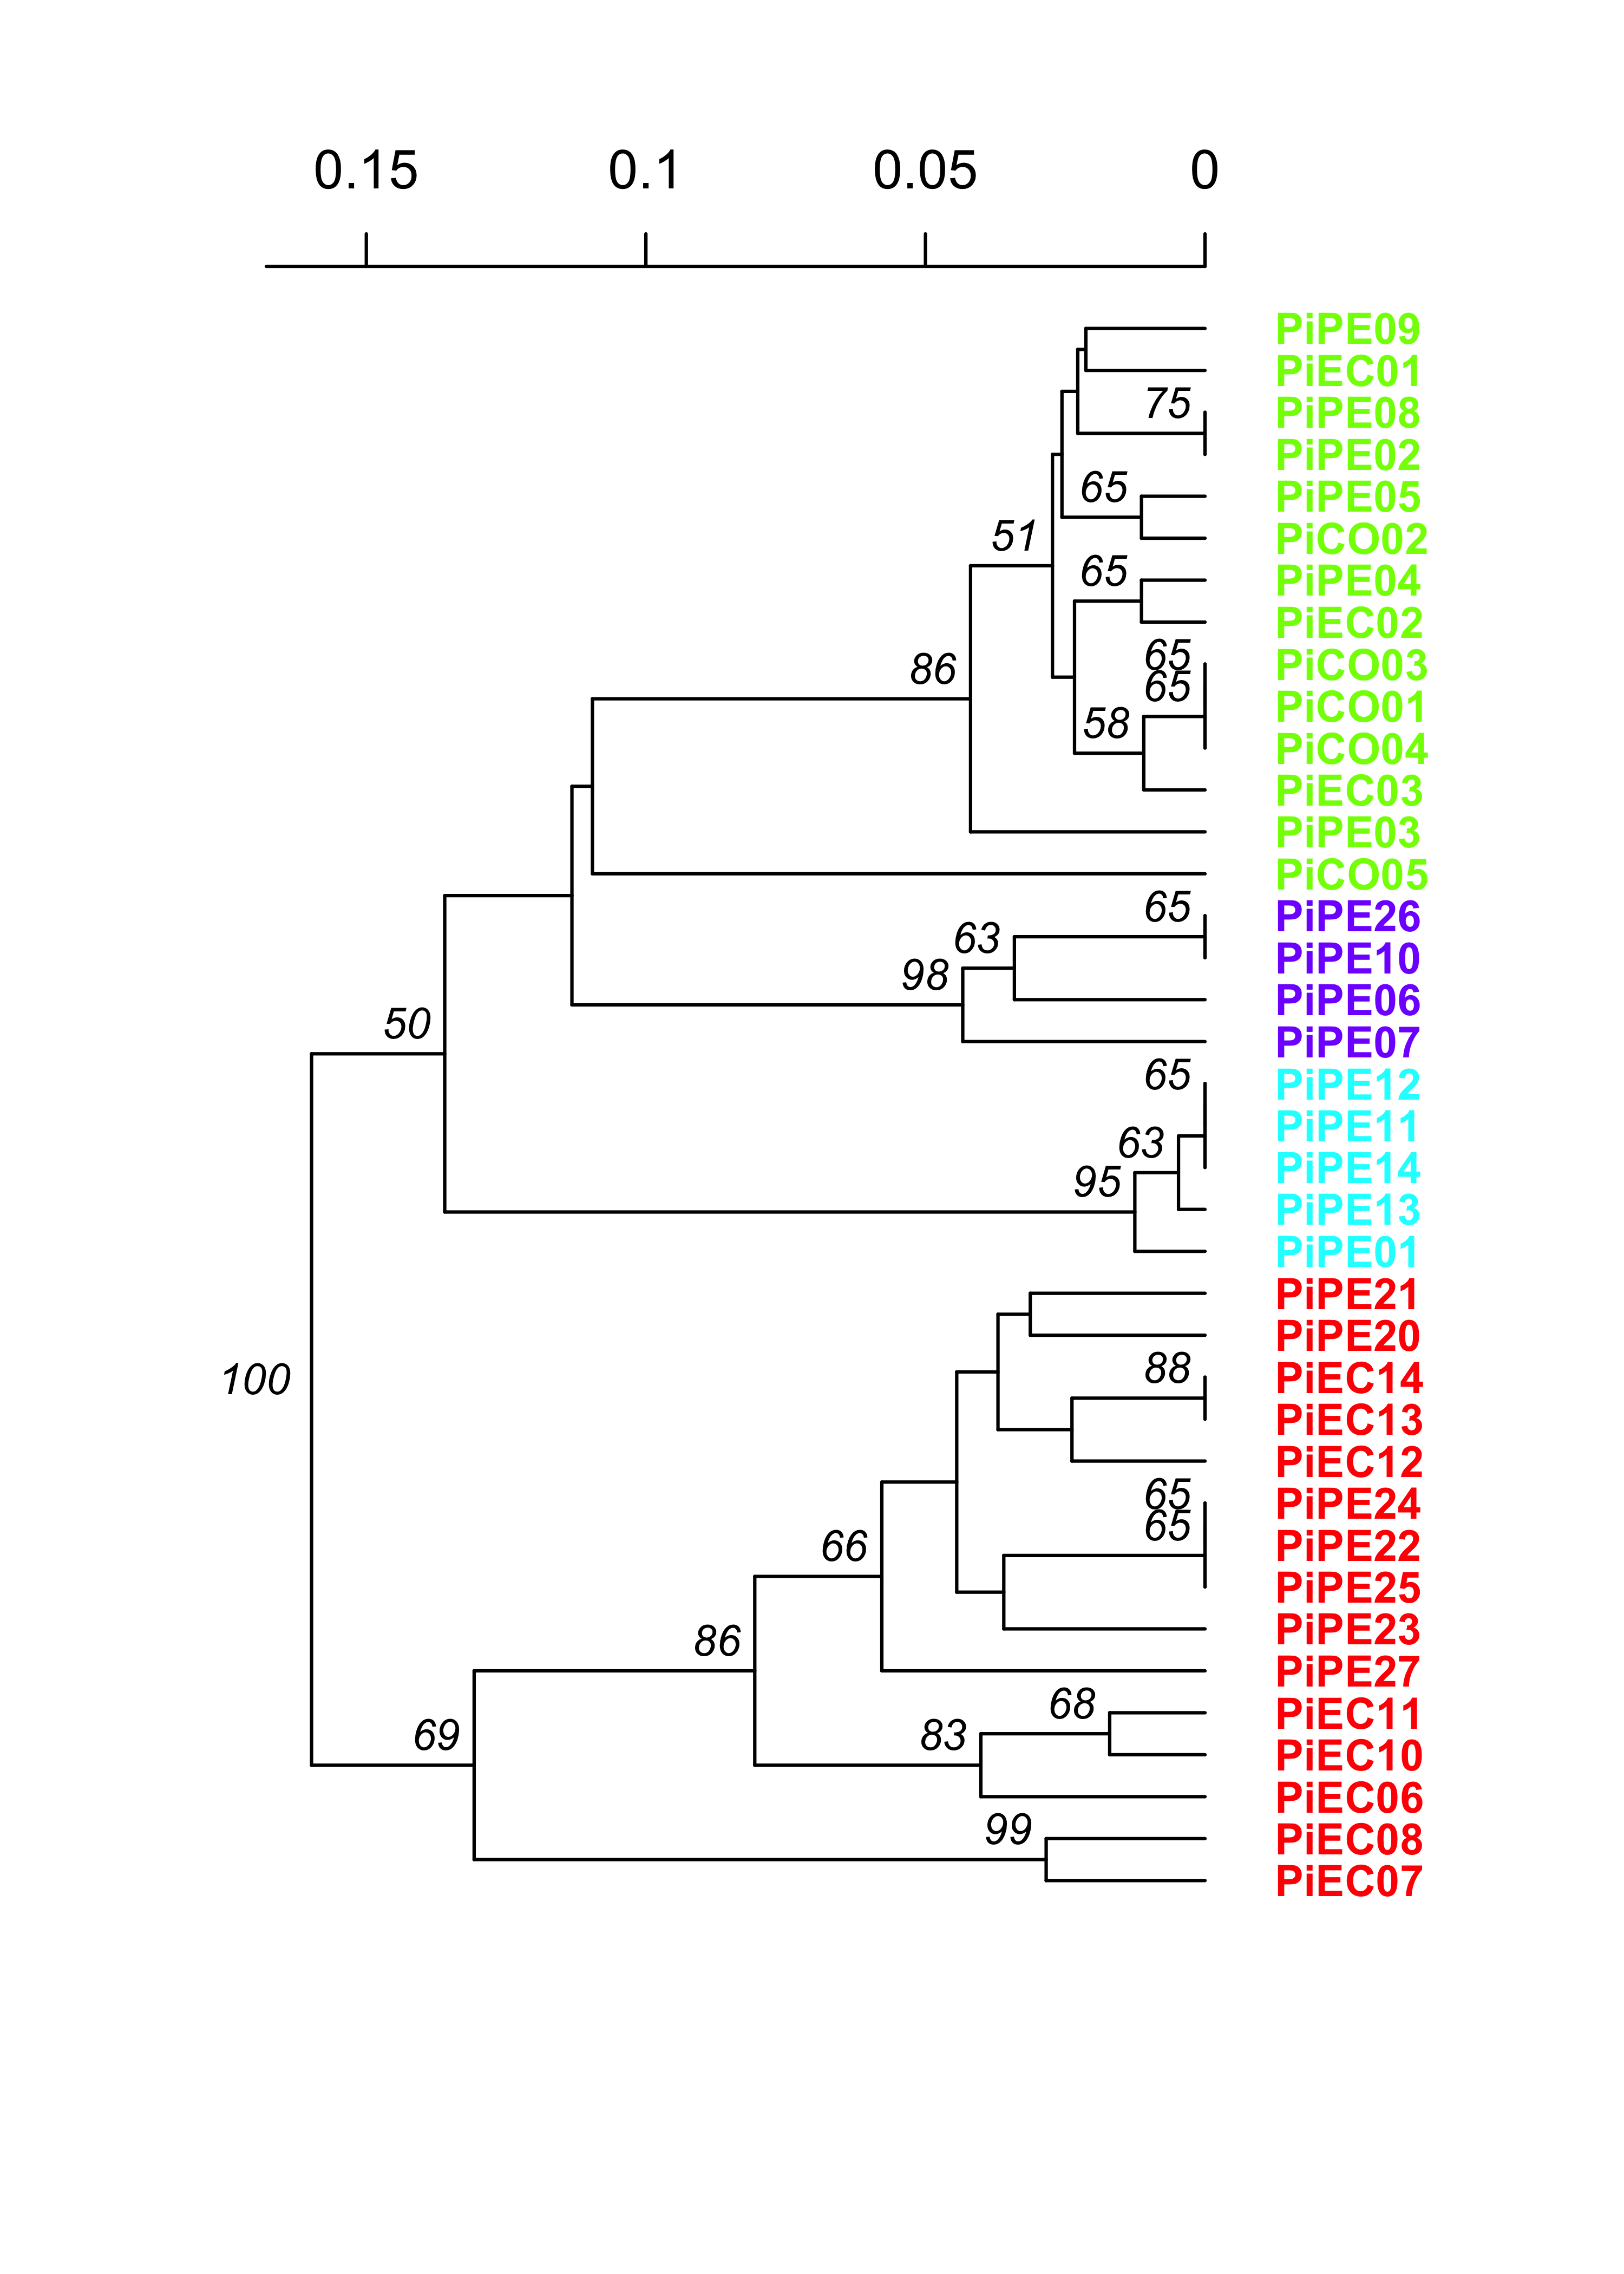 0.15 0.1 0.05 0
PiPE09
PiEC01
75 PiPE08
PiPE02
65 PiPE05
51 PiCO02
65 PiPE04
PiEC02
65 PiCO03
86 65 PiCO01
58 PiCO04
PiEC03
PiPE03
PiCO05
65 PiPE26
63 PiPE10
98 PiPE06
50 PiPE07
65 PiPE12
63 PiPE11
95 PiPE14
PiPE13
PiPE01
PiPE21
PiPE20
100 88 PiEC14
PiEC13
PiEC12
65 PiPE24
66 65 PiPE22
PiPE25
86 PiPE23
PiPE27
68 PiEC11
69 83 PiEC10
PiEC06
99 PiEC08
PiEC07